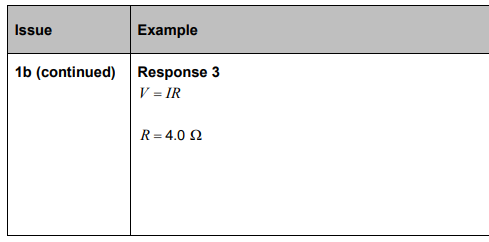 Issue
Example
1b (continued)
Response 3
V = IR
R = 4.0 Ω